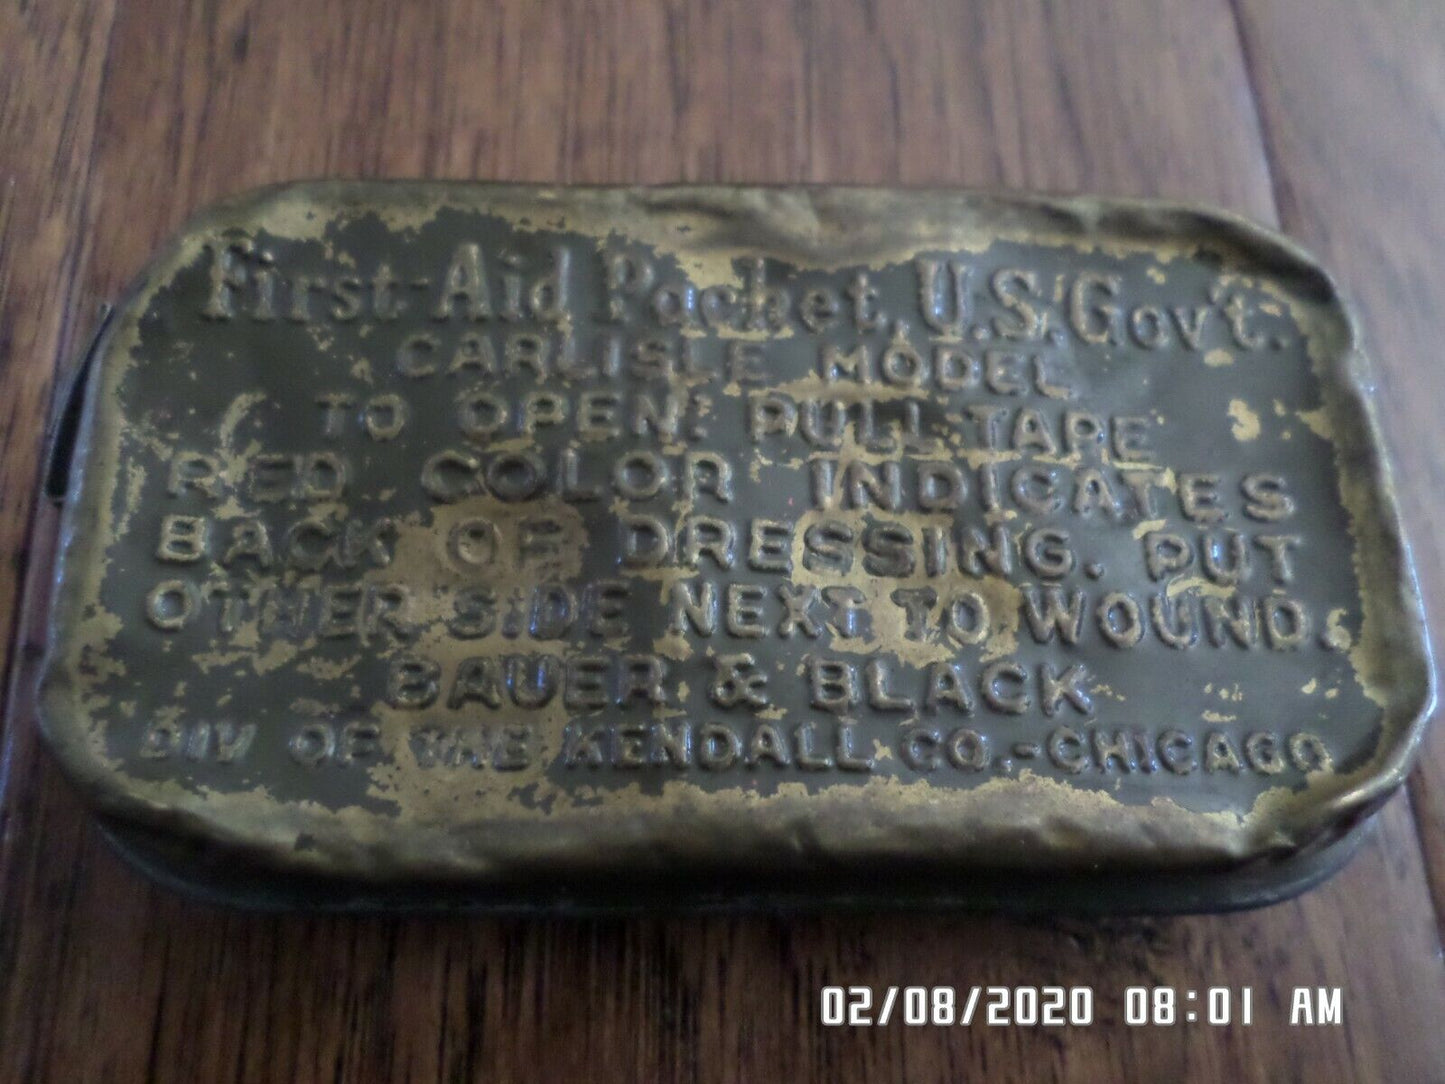 First-Aid Packet, U.S. Gov't.
CARLISLE MODEL
TO OPEN: PULL TAPE
RED COLOR INDICATES
BACK OF DRESSING. PUT
OTHER SIDE NEXT TO WOUND.
BAUER & BLACK
DIV OF THE KENDALL CO.-CHICAGO
02/08/2020 08:01 AM